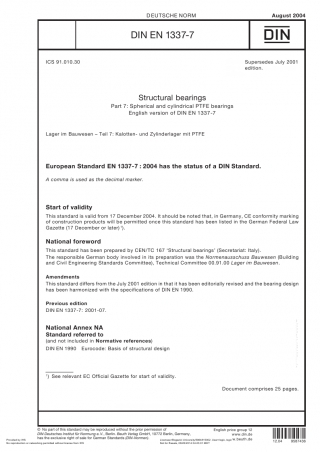 DEUTSCHE NORM
August 2004
DIN EN 1337-7
DIN
ICS 91.010.30
Supersedes July 2001
edition.
Structural bearings
Part 7: Spherical and cylindrical PTFE bearings
English version of DIN EN 1337-7
Lager im Bauwesen – Teil 7: Kalotten- und Zylinderlager mit PTFE
European Standard EN 1337-7 : 2004 has the status of a DIN Standard.
A comma is used as the decimal marker.
Start of validity
This standard is valid from 17 December 2004. It should be noted that, in Germany, CE conformity marking
of construction products will be permitted once this standard has been listed in the German Federal Law
Gazette (17 December or later) ¹).
National foreword
This standard has been prepared by CEN/TC 167 'Structural bearings' (Secretariat: Italy).
The responsible German body involved in its preparation was the Normenausschuss Bauwesen (Building
and Civil Engineering Standards Committee), Technical Committee 00.91.00 Lager im Bauwesen.
Amendments
This standard differs from the July 2001 edition in that it has been editorially revised and the bearing design
has been harmonized with the specifications of DIN EN 1990.
Previous edition
DIN EN 1337-7: 2001-07.
National Annex NA
Standard referred to
(and not included in Normative references)
DIN EN 1990 Eurocode: Basis of structural design
¹) See relevant EC Official Gazette for start of validity.
Document comprises 25 pages.
© No part of this standard may be reproduced without the prior permission of
DIN Deutsches Institut für Normung e. V., Berlin. Beuth Verlag GmbH, 10772 Berlin, Germany,
has the exclusive right of sale for German Standards (DIN-Normen).
English price group 13
www.din.de
www.beuth.de